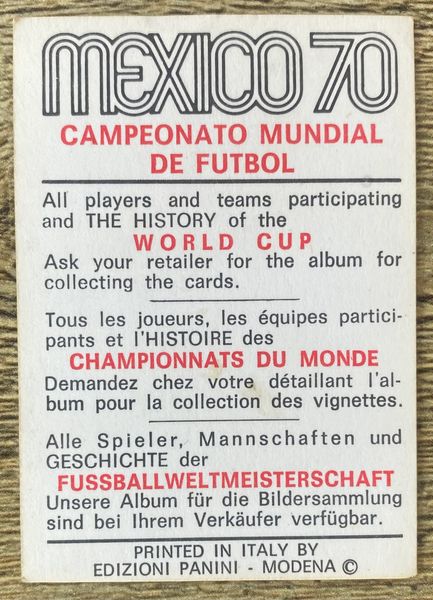 MEXICO 70
CAMPEONATO MUNDIAL
DE FUTBOL
All players and teams participating
and THE HISTORY of the
WORLD CUP
Ask your retailer for the album for
collecting the cards.
Tous les joueurs, les équipes partici-
pants et l'HISTOIRE des
CHAMPIONNATS DU MONDE
Demandez chez votre détaillant l'al-
bum pour la collection des vignettes.
Alle Spieler, Mannschaften und
GESCHICHTE der
FUSSBALLWELTMEISTERSCHAFT
Unsere Album für die Bildersammlung
sind bei Ihrem Verkäufer verfügbar.
PRINTED IN ITALY BY
EDIZIONI PANINI - MODENA ©